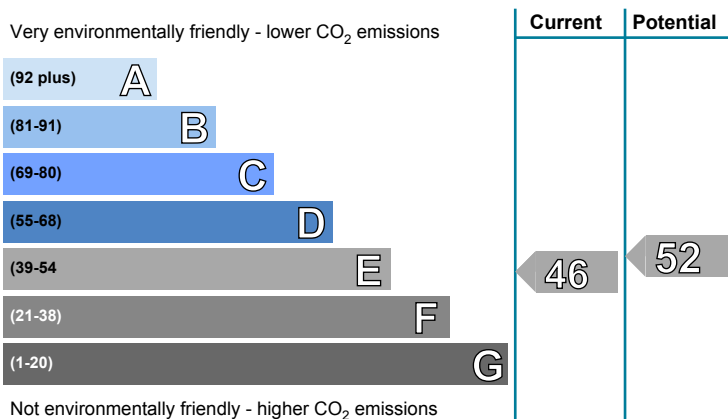 Current Potential
Very environmentally friendly - lower CO2 emissions
(92 plus) A
(81-91) B
(69-80) C
(55-68) D
(39-54 E
46 52
(21-38) F
(1-20) G
Not environmentally friendly - higher CO2 emissions